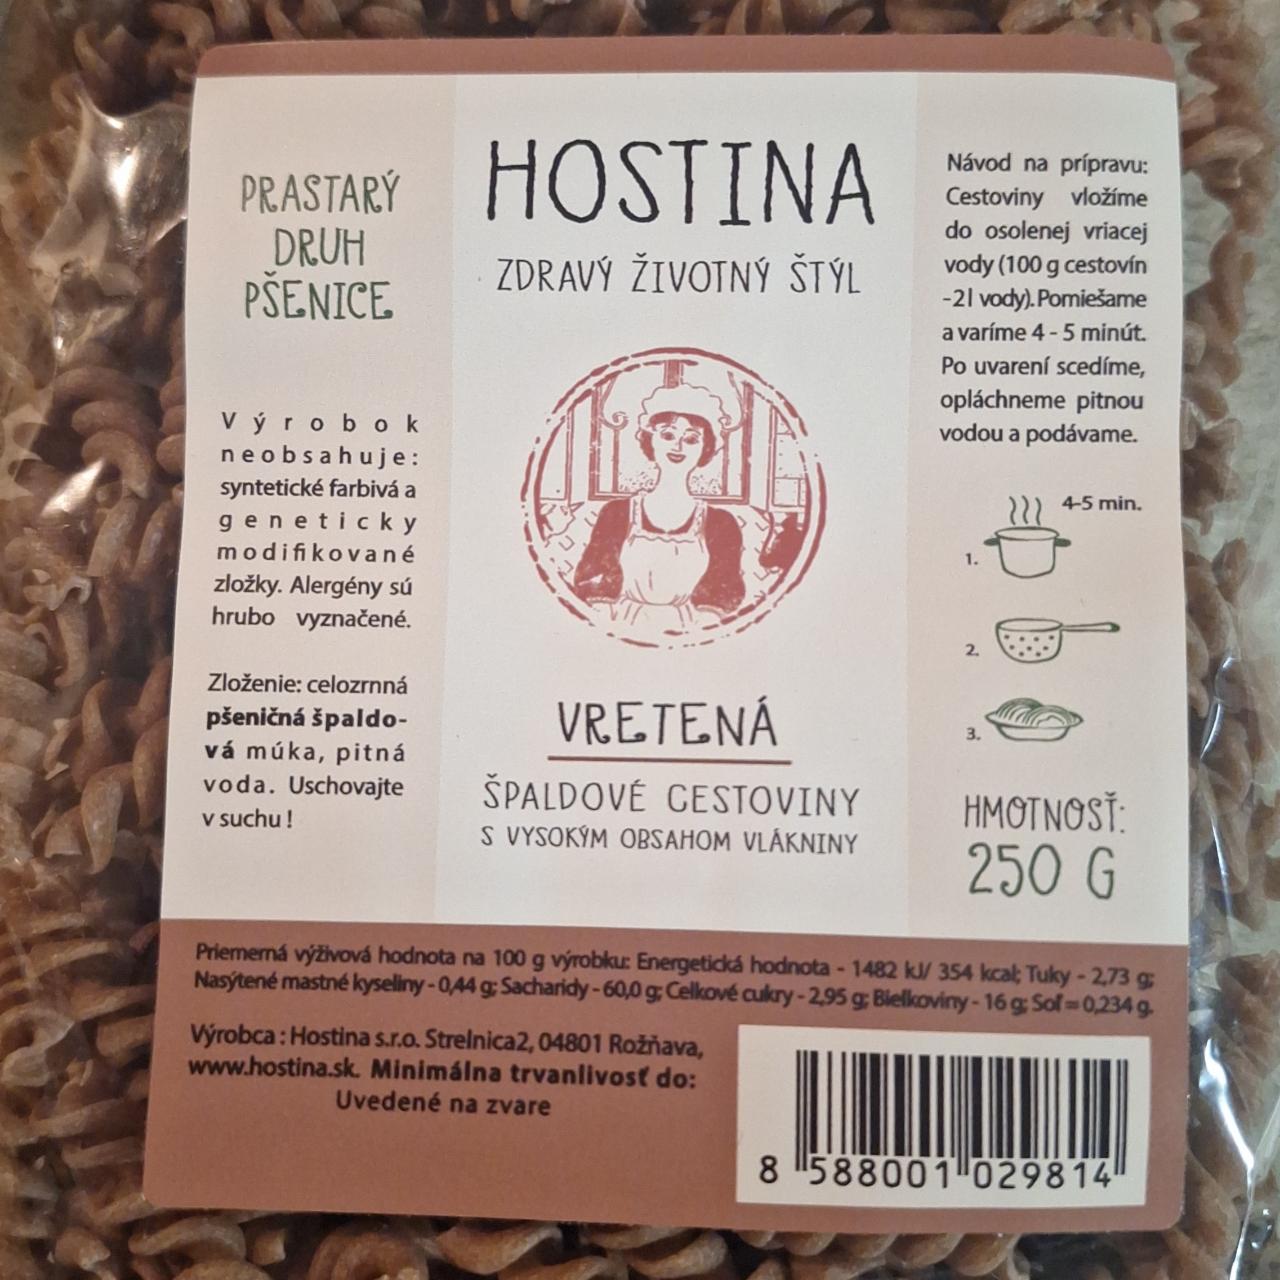 PRASTARÝ
DRUH
PŠENICE
Výrobok
neobsahuje:
syntetické farbivá a
geneticky
modifikované
zložky. Alergény sú
hrubo vyznačené.
Zloženie: celozrnná
pšeničná špaldo-
vá múka, pitná
voda. Uschovajte
v suchu !
HOSTINA
ZDRAVÝ ŽIVOTNÝ ŠTÝL
VRETENÁ
ŠPALDOVÉ CESTOVINY
S VYSOKÝM OBSAHOM VLÁKNINY
Návod na prípravu:
Cestoviny vložíme
do osolenej vriacej
vody (100 g cestovín
-2l vody). Pomiešame
a varíme 4 - 5 minút.
Po uvarení scedíme,
opláchneme pitnou
vodou a podávame.
4-5 min.
1.
2.
3.
HMOTNOSŤ:
250 G
Priemerná výživová hodnota na 100 g výrobku: Energetická hodnota - 1482 kJ/ 354 kcal; Tuky - 2,73 g;
Nasýtené mastné kyseliny - 0,44 g; Sacharidy - 60,0 g; Celkové cukry - 2,95 g; Bielkoviny - 16 g; Soľ = 0,234 g.
Výrobca : Hostina s.r.o. Strelnica2, 04801 Rožňava,
www.hostina.sk. Minimálna trvanlivosť do:
Uvedené na zvare
8 588001 029814